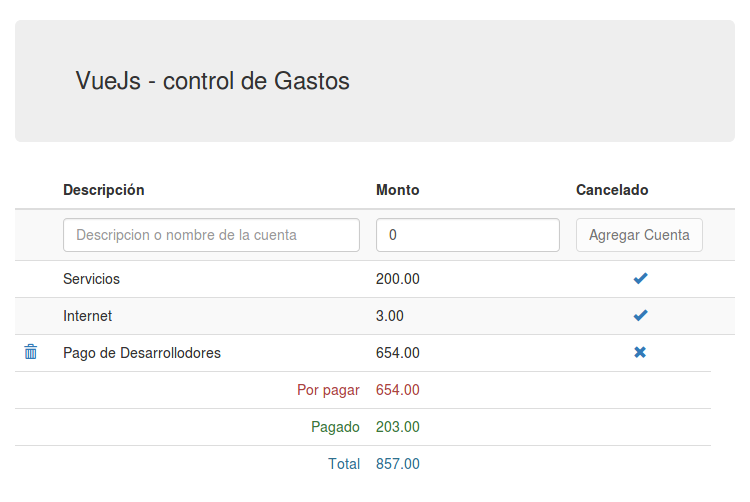 VueJs - control de Gastos
Descripción Monto Cancelado
Descripcion o nombre de la cuenta 0 Agregar Cuenta
Servicios 200.00
Internet 3.00
Pago de Desarrollodores 654.00
Por pagar 654.00
Pagado 203.00
Total 857.00